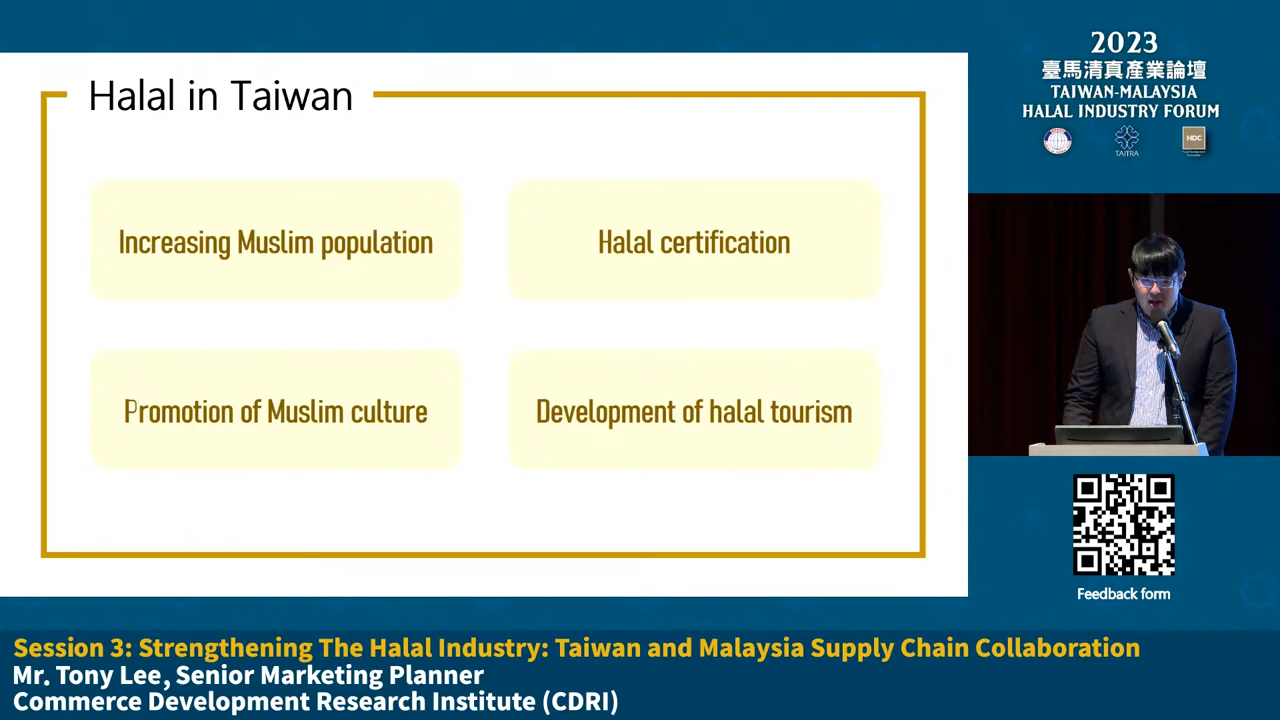 Halal in Taiwan
Increasing Muslim population
Halal certification
Promotion of Muslim culture
Development of halal tourism
2023
臺馬清真產業論壇
TAIWAN-MALAYSIA
HALAL INDUSTRY FORUM
TAITRA
HDC
Feedback form
Session 3: Strengthening The Halal Industry: Taiwan and Malaysia Supply Chain Collaboration
Mr. Tony Lee, Senior Marketing Planner
Commerce Development Research Institute (CDRI)